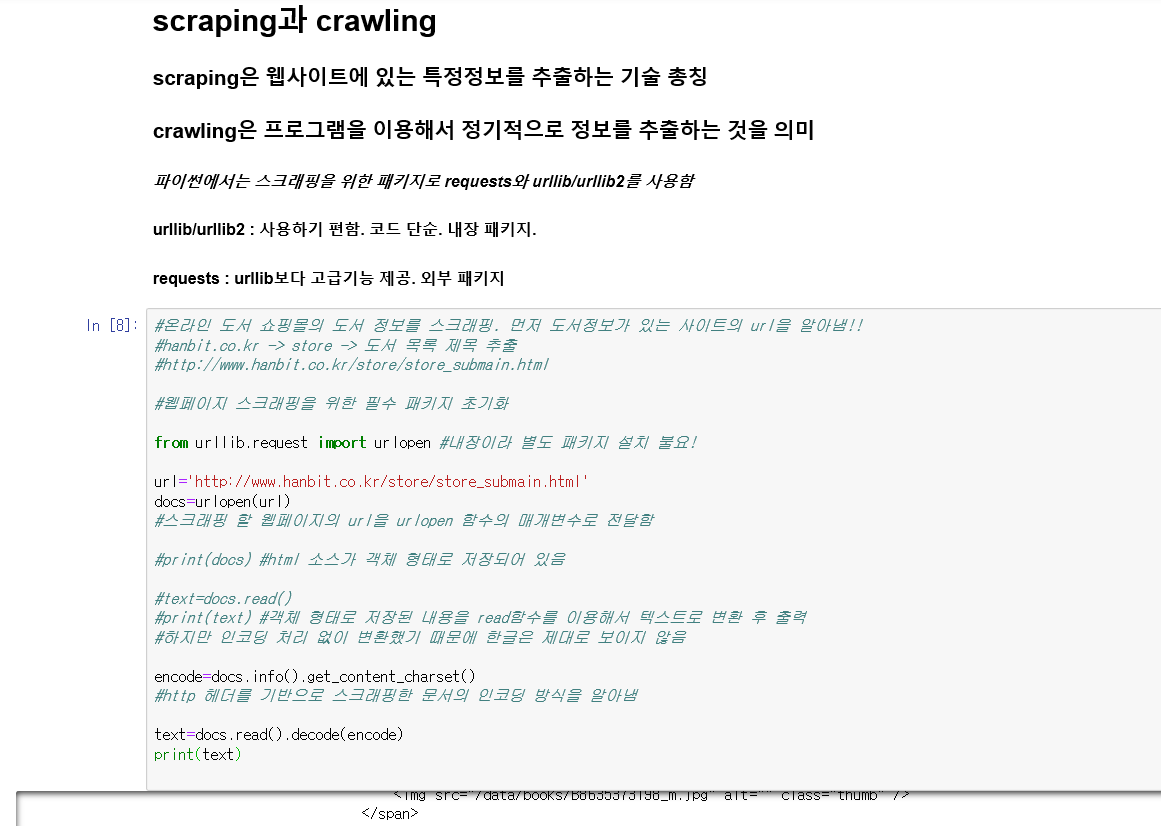 scraping과 crawling
scraping은 웹사이트에 있는 특정정보를 추출하는 기술 총칭
crawling은 프로그램을 이용해서 정기적으로 정보를 추출하는 것을 의미
파이썬에서는 스크래핑을 위한 패키지로 requests와 urllib/urllib2를 사용함
urllib/urllib2 : 사용하기 편함. 코드 단순. 내장 패키지.
requests : urllib보다 고급기능 제공. 외부 패키지
In [8]:
#온라인 도서 쇼핑몰의 도서 정보를 스크래핑. 먼저 도서정보가 있는 사이트의 url을 알아냄!!
#hanbit.co.kr -> store -> 도서 목록 제목 추출
#http://www.hanbit.co.kr/store/store_submain.html
#웹페이지 스크래핑을 위한 필수 패키지 초기화
from urllib.request import urlopen #내장이라 별도 패키지 설치 불요!
url='http://www.hanbit.co.kr/store/store_submain.html'
docs=urlopen(url)
#스크래핑 할 웹페이지의 url을 urlopen 함수의 매개변수로 전달함
#print(docs) #html 소스가 객체 형태로 저장되어 있음
#text=docs.read()
#print(text) #객체 형태로 저장된 내용을 read함수를 이용해서 텍스트로 변환 후 출력
#하지만 인코딩 처리 없이 변환했기 때문에 한글은 제대로 보이지 않음
encode=docs.info().get_content_charset()
#http 헤더를 기반으로 스크래핑한 문서의 인코딩 방식을 알아냄
text=docs.read().decode(encode)
print(text)
<img src="/data/books/B8635373198_m.jpg" alt="" class="thumb" />
</span>